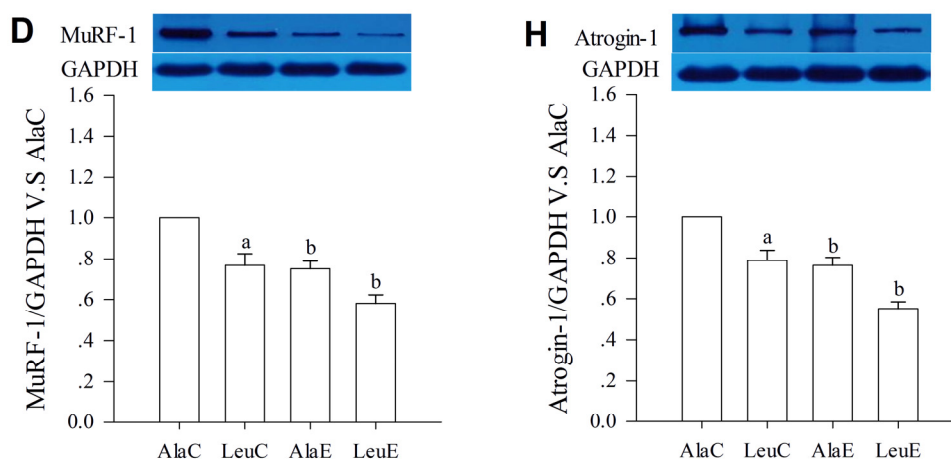 D
MuRF-1
GAPDH
MuRF-1/GAPDH V.S AlaC
1.6
1.4
1.2
1.0
.8
.6
.4
.2
0.0
a
b
b
AlaC LeuC AlaE LeuE
H
Atrogin-1
GAPDH
Atrogin-1/GAPDH V.S AlaC
1.6
1.4
1.2
1.0
.8
.6
.4
.2
0.0
a
b
b
AlaC LeuC AlaE LeuE